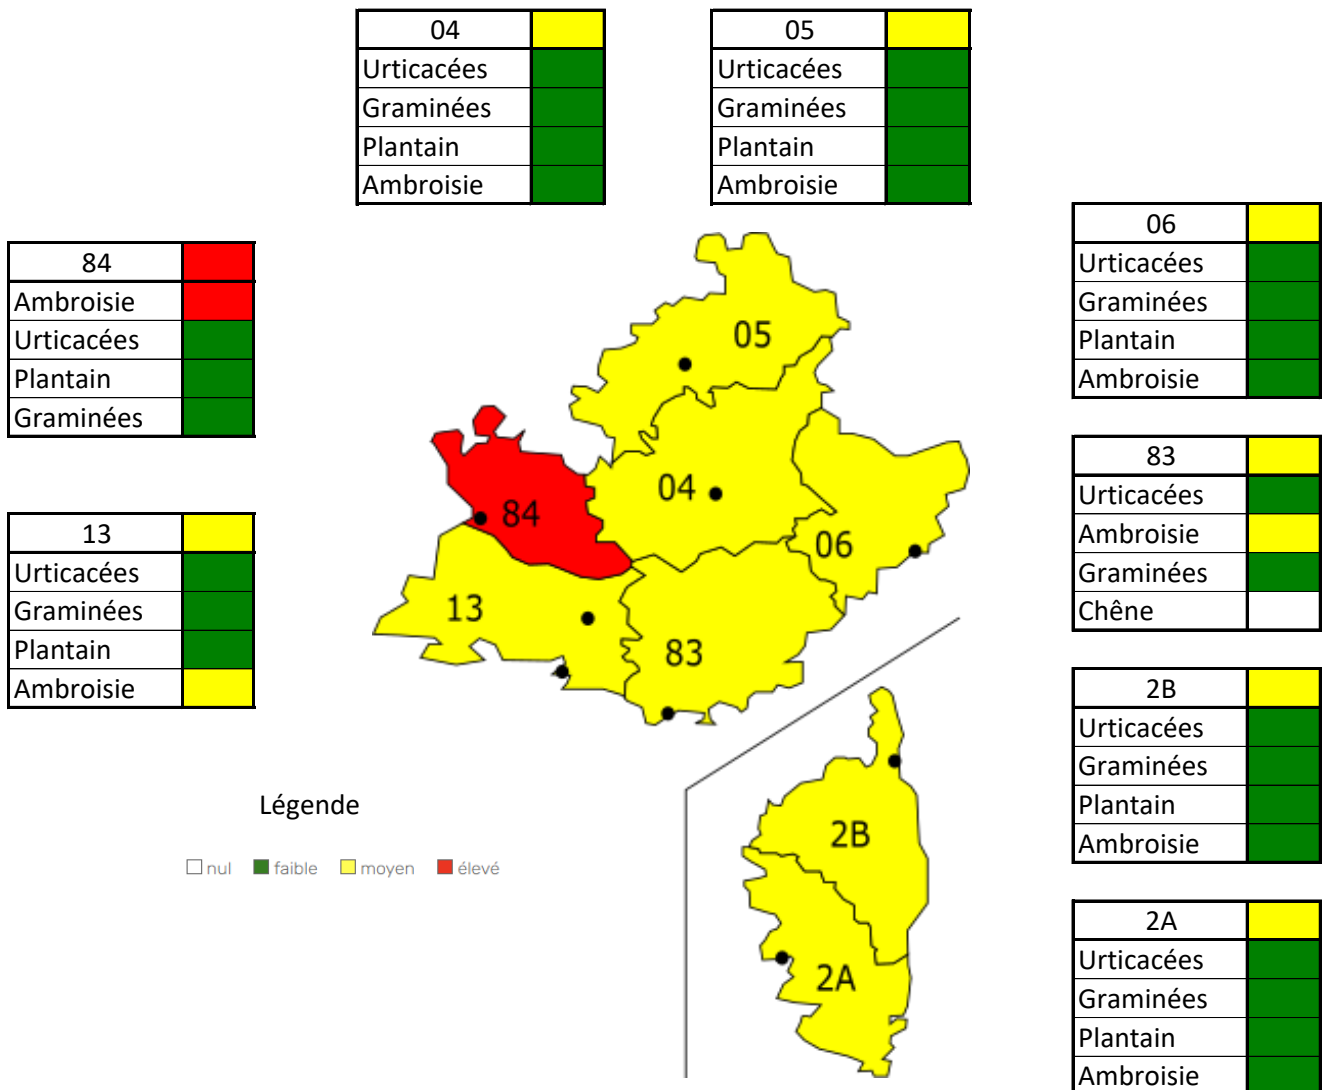 04
Urticacées
Graminées
Plantain
Ambroisie
05
Urticacées
Graminées
Plantain
Ambroisie
84
Ambroisie
Urticacées
Plantain
Graminées
13
Urticacées
Graminées
Plantain
Ambroisie
05
04
84
06
13
83
2B
2A
06
Urticacées
Graminées
Plantain
Ambroisie
83
Urticacées
Ambroisie
Graminées
Chêne
2B
Urticacées
Graminées
Plantain
Ambroisie
2A
Urticacées
Graminées
Plantain
Ambroisie
Légende
nul faible moyen élevé